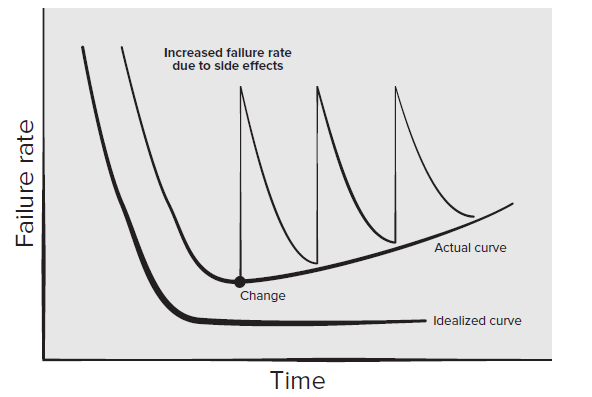 Increased failure rate
due to side effects
Failure rate
Actual curve
Change
Idealized curve
Time